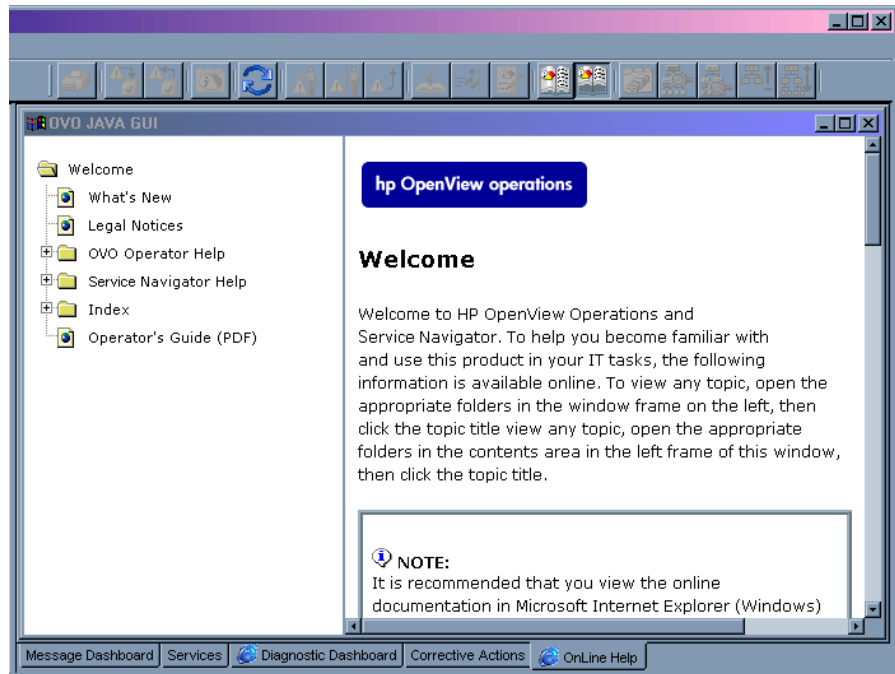 OVO JAVA GUI
Welcome
What's New
Legal Notices
OVO Operator Help
Service Navigator Help
Index
Operator's Guide (PDF)
hp OpenView operations
Welcome
Welcome to HP OpenView Operations and
Service Navigator. To help you become familiar with
and use this product in your IT tasks, the following
information is available online. To view any topic, open the
appropriate folders in the window frame on the left, then
click the topic title view any topic, open the appropriate
folders in the contents area in the left frame of this window,
then click the topic title.
NOTE:
It is recommended that you view the online
documentation in Microsoft Internet Explorer (Windows)
Message Dashboard Services Diagnostic Dashboard Corrective Actions OnLine Help